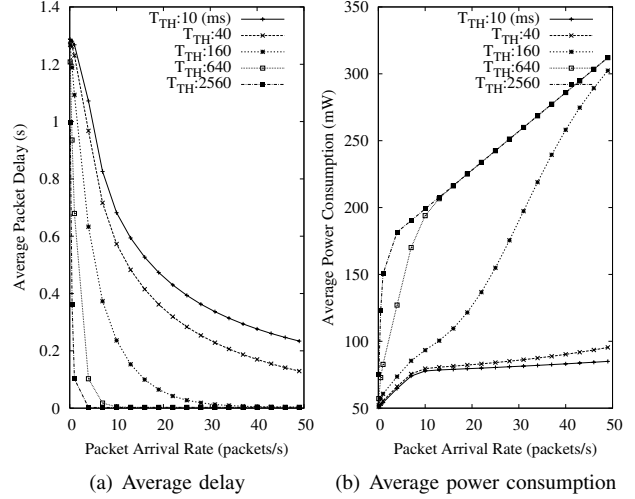 T_TH:10 (ms)
T_TH:40
T_TH:160
T_TH:640
T_TH:2560
1.4
1.2
1
0.8
0.6
0.4
0.2
0
Average Packet Delay (s)
0 10 20 30 40 50
Packet Arrival Rate (packets/s)
(a) Average delay
T_TH:10 (ms)
T_TH:40
T_TH:160
T_TH:640
T_TH:2560
350
300
250
200
150
100
50
Average Power Consumption (mW)
0 10 20 30 40 50
Packet Arrival Rate (packets/s)
(b) Average power consumption